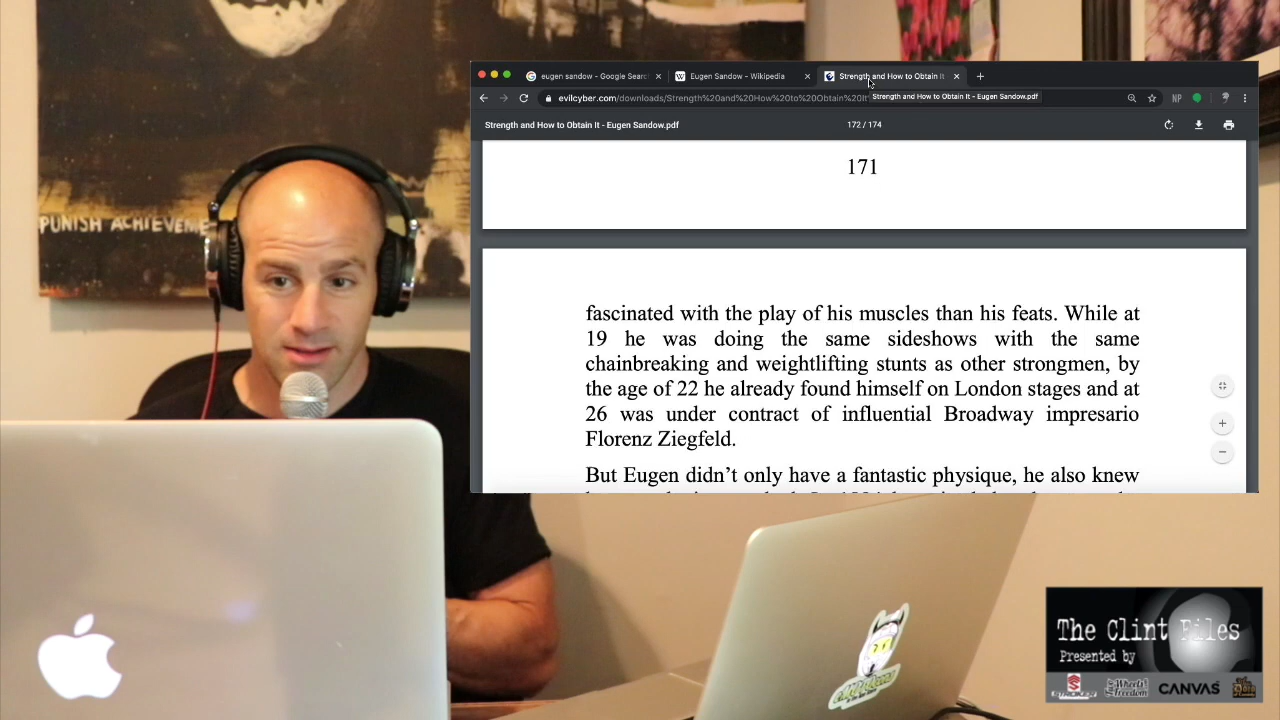 PUNISH ACHIEVEME
eugen sandow - Google Searc
Eugen Sandow - Wikipedia
Strength and How to Obtain It
evilcyber.com/downloads/Strength%20and%20How%20to%20Obtain%20It
Strength and How to Obtain It - Eugen Sandow.pdf
NP
Strength and How to Obtain It - Eugen Sandow.pdf
172 / 174
171
fascinated with the play of his muscles than his feats. While at
19 he was doing the same sideshows with the same
chainbreaking and weightlifting stunts as other strongmen, by
the age of 22 he already found himself on London stages and at
26 was under contract of influential Broadway impresario
Florenz Ziegfeld.
But Eugen didn’t only have a fantastic physique, he also knew
The Clint Files
Presented by
Wheels
Freedom
CANVAS